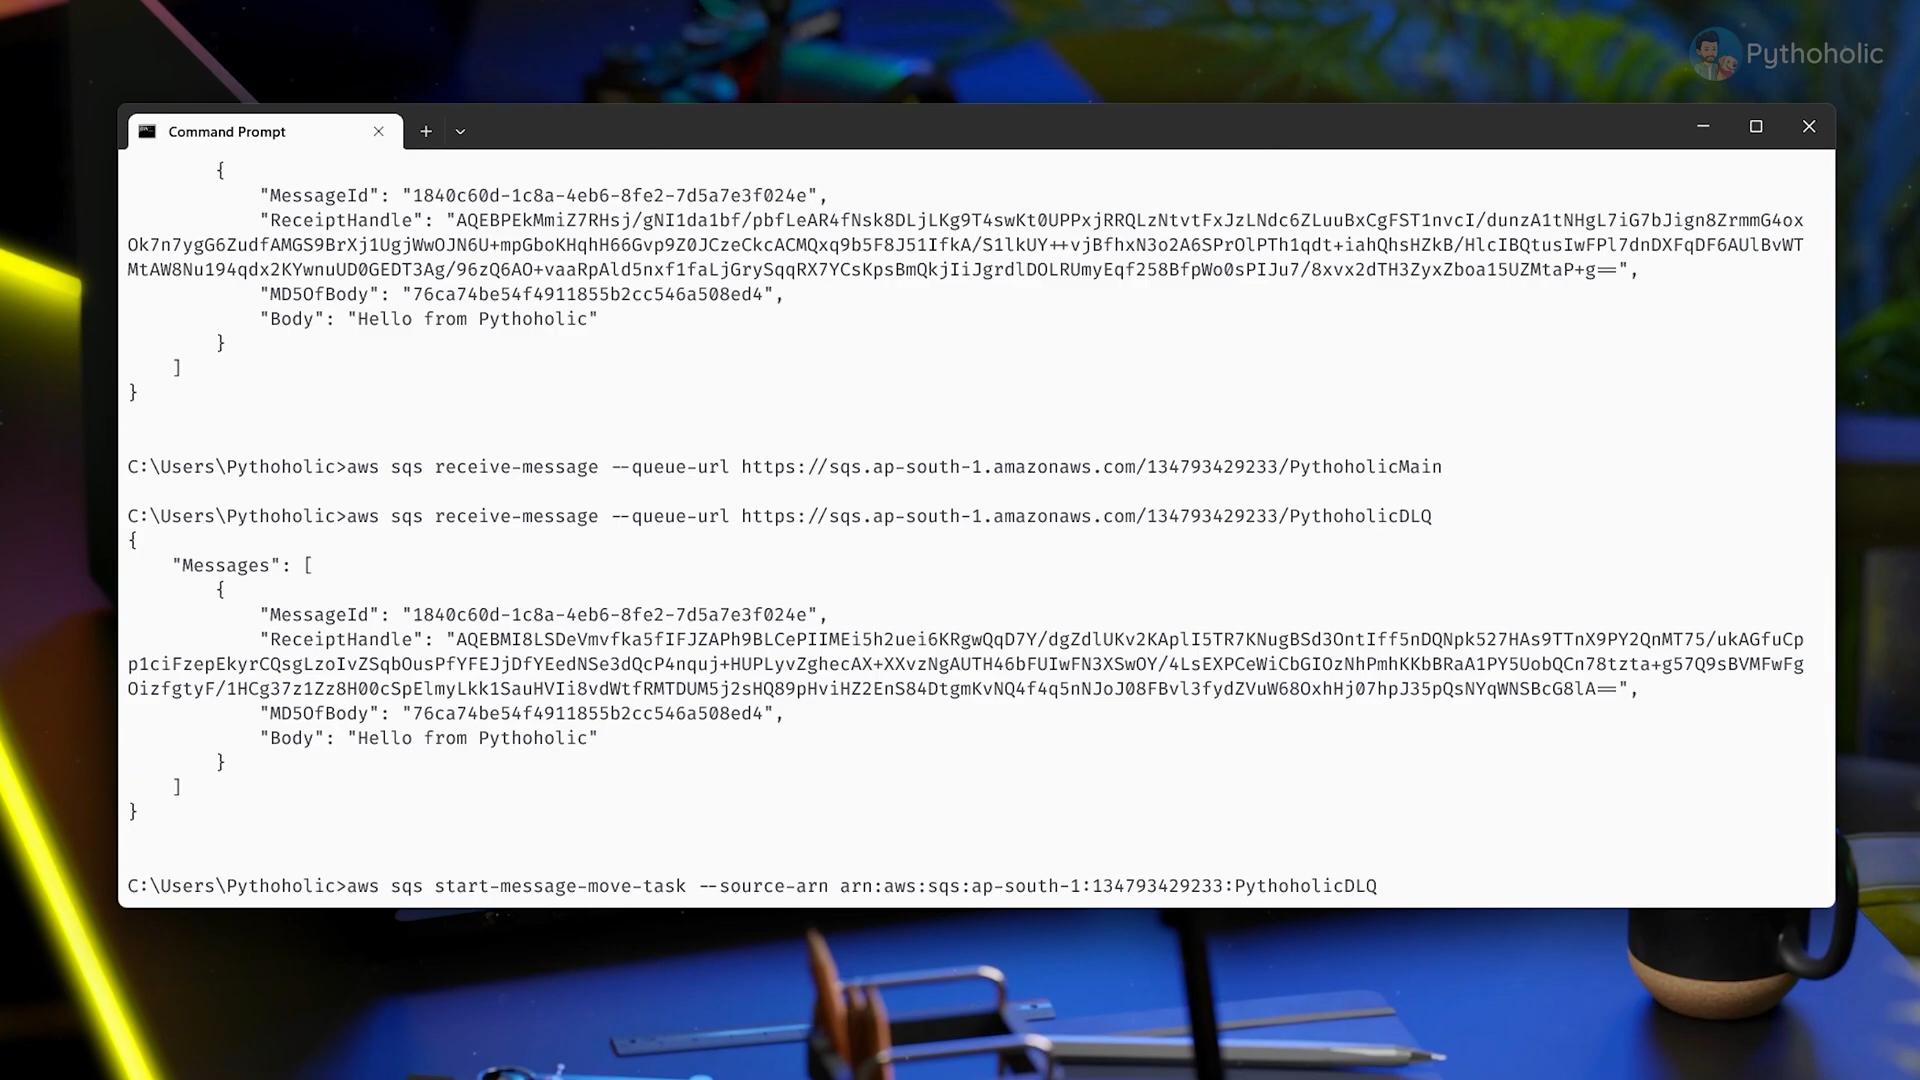 Pythoholic
Command Prompt
{
"MessageId": "1840c60d-1c8a-4eb6-8fe2-7d5a7e3f024e",
"ReceiptHandle": "AQEBPEkMmiZ7RHsj/gNI1da1bf/pbfLeAR4fNsk8DLjLKg9T4swKt0UPPxjRRQLzNtvtFxJzLNdc6ZLuuBxCgFST1nvcI/dunzA1tNHgL7iG7bJign8ZrmmG4ox
Ok7n7ygG6ZudfAMGS9BrXj1UgjWwOJN6U+mpGboKHqhH66Gvp9Z0JCzeCkcACMQxq9b5F8J51IfkA/S1lkUY++vjBfhxN3o2A6SPrOlPTh1qdt+iahQhsHZkB/HlcIBQtusIwFPl7dnDXFqDF6AUlBvWT
MtAW8Nu194qdx2KYwnuUD0GEDT3Ag/96zQ6AO+vaaRpAld5nxf1faLjGrySqqRX7YCsKpsBmQkjIiJgrdlDOLRUmyEqf258BfpWo0sPIJu7/8xvx2dTH3ZyxZboa15UZMtaP+g==",
"MD5OfBody": "76ca74be54f4911855b2cc546a508ed4",
"Body": "Hello from Pythoholic"
}
]
}
C:\Users\Pythoholic>aws sqs receive-message --queue-url https://sqs.ap-south-1.amazonaws.com/134793429233/PythoholicMain
C:\Users\Pythoholic>aws sqs receive-message --queue-url https://sqs.ap-south-1.amazonaws.com/134793429233/PythoholicDLQ
{
"Messages": [
{
"MessageId": "1840c60d-1c8a-4eb6-8fe2-7d5a7e3f024e",
"ReceiptHandle": "AQEBMI8LSDeVmvfka5fIFJZAPh9BLCePIIMEi5h2uei6KRgwQqD7Y/dgZdlUKv2KAplI5TR7KNugBSd3OntIff5nDQNpk527HAs9TTnX9PY2QnMT75/ukAGfuCp
p1ciFzepEkyrCQsgLzoIvZSqbOusPfYFEJjDfYEedNSe3dQcP4nquj+HUPLyvZghecAX+XXvzNgAUTH46bFUIwFN3XSwOY/4LsEXPCeWiCbGIOzNhPmhKKbBRaA1PY5UobQCn78tzta+g57Q9sBVMFwFg
OizfgtyF/1HCg37z1Zz8H00cSpElmyLkk1SauHVIi8vdWtfRMTDUM5j2sHQ89pHviHZ2EnS84DtgmKvNQ4f4q5nNJoJ08FBvl3fydZVuW68OxhHj07hpJ35pQsNYqWNSBcG8lA==",
"MD5OfBody": "76ca74be54f4911855b2cc546a508ed4",
"Body": "Hello from Pythoholic"
}
]
}
C:\Users\Pythoholic>aws sqs start-message-move-task --source-arn arn:aws:sqs:ap-south-1:134793429233:PythoholicDLQ